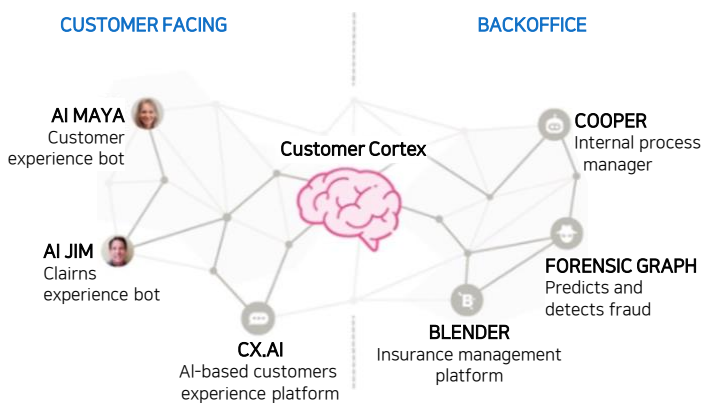 CUSTOMER FACING
BACKOFFICE
AI MAYA
Customer
experience bot
Customer Cortex
COOPER
Internal process
manager
AI JIM
Clairns
experience bot
FORENSIC GRAPH
Predicts and
detects fraud
B
BLENDER
Insurance management
platform
CX.AI
AI-based customers
experience platform